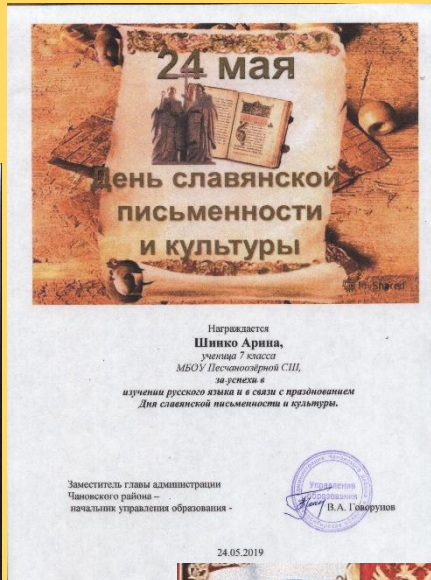 24 мая
День славянской
письменности
и культуры
MyShared
Награждается
Шинко Арина,
ученица 7 класса
МБОУ Песчаноозёрной СШ,
за успехи в
изучении русского языка и в связи с празднованием
Дня славянской письменности и культуры.
Заместитель главы администрации
Чановского района –
начальник управления образования -
Управление
образования
В.А. Говорунов
24.05.2019